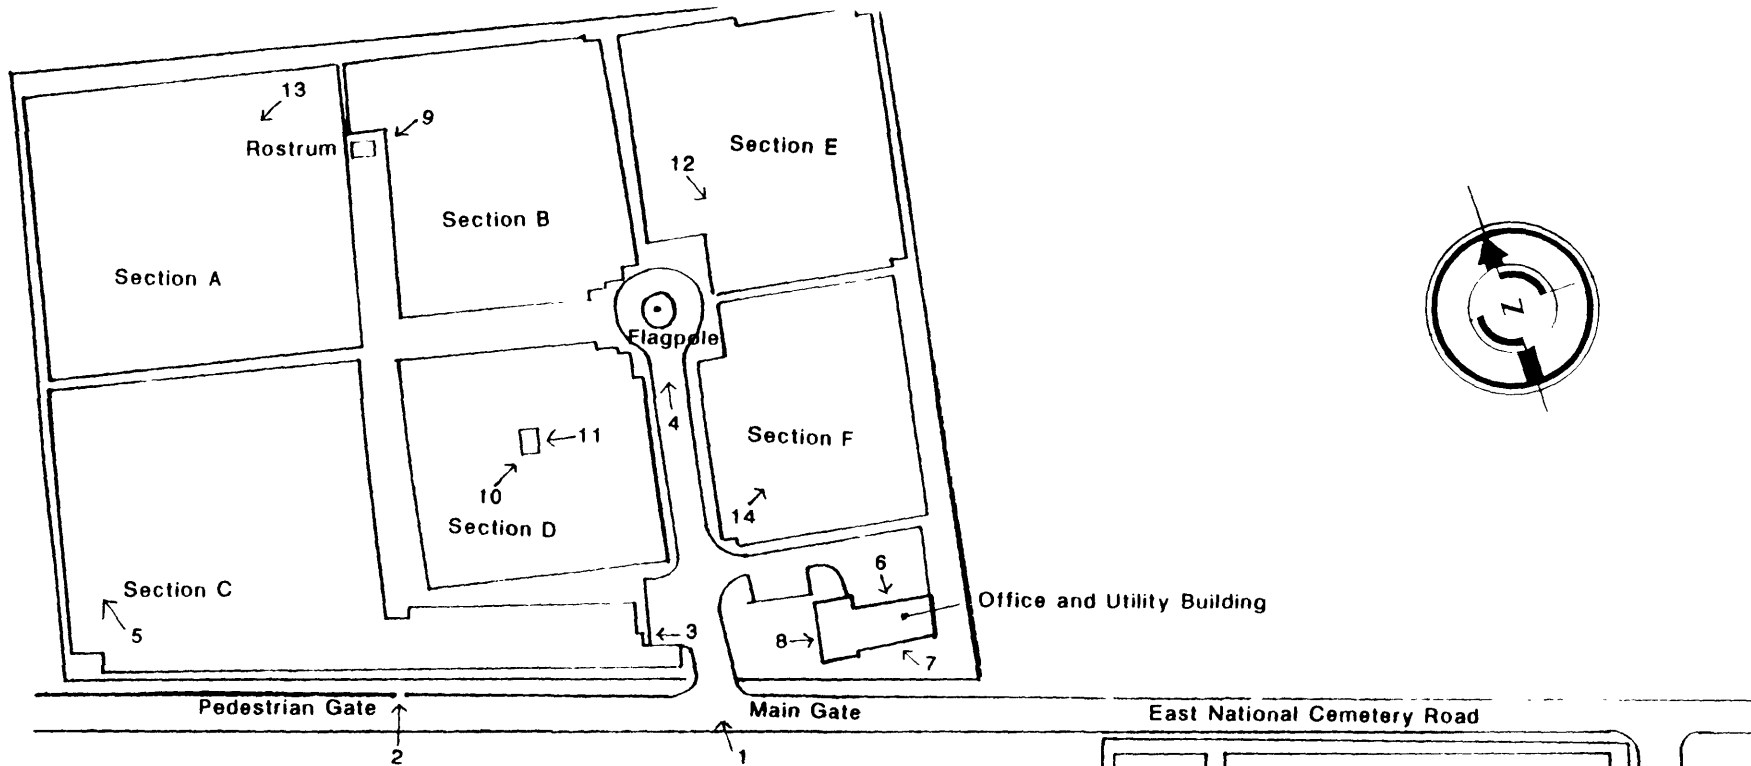 13
9
Rostrum
Section E
12
Section B
Section A
Flagpole
N
4
Section F
11
10
14
Section D
6
Section C
Office and Utility Building
5
3
8
7
Pedestrian Gate
Main Gate
East National Cemetery Road
2
1